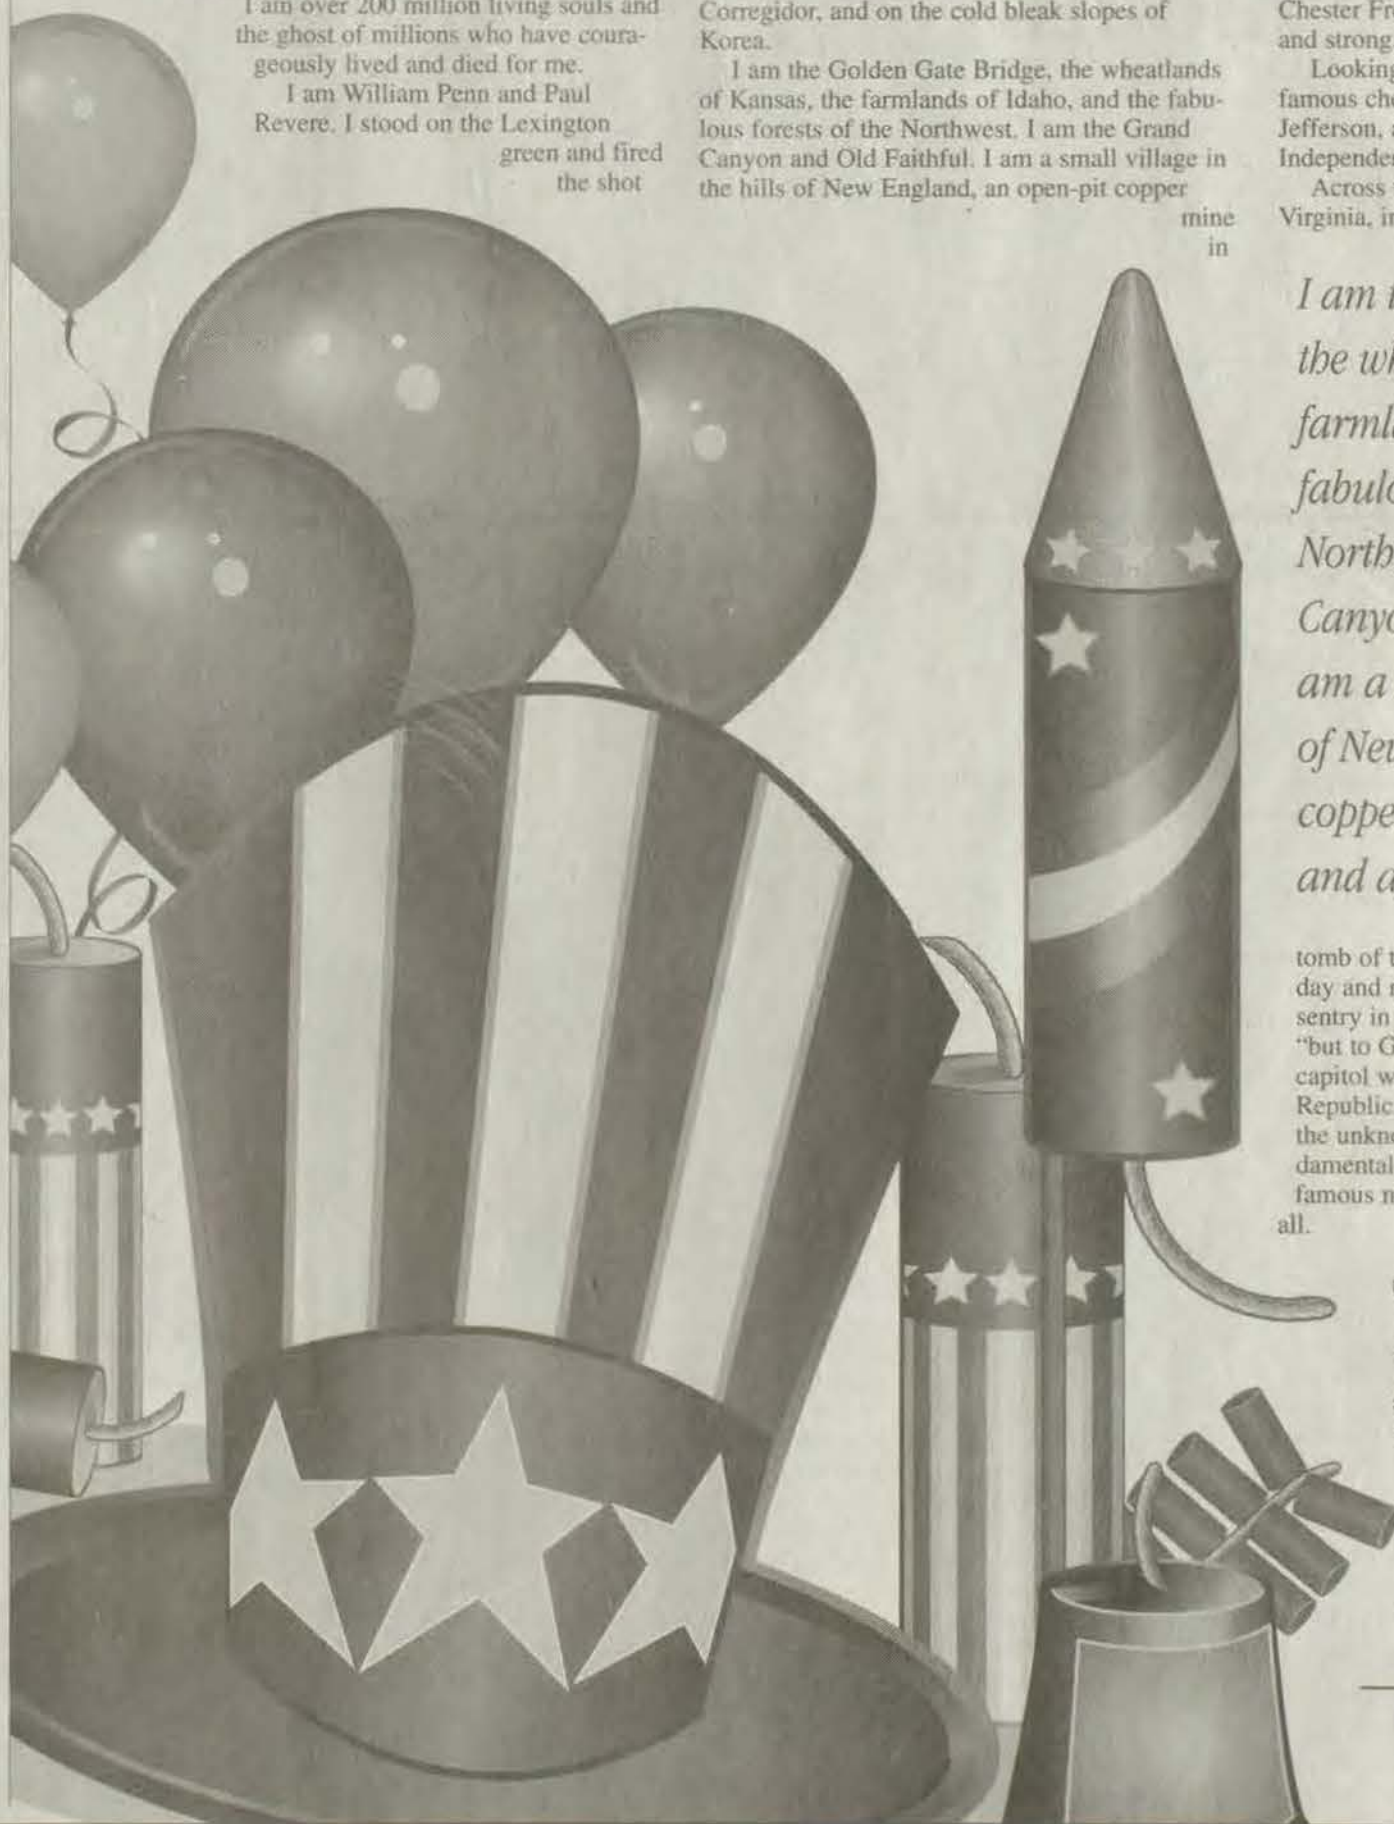 I am over 200 million living souls and
the ghost of millions who have coura-
geously lived and died for me.
I am William Penn and Paul
Revere. I stood on the Lexington
green and fired
the shot
Corregidor, and on the cold bleak slopes of
Korea.
I am the Golden Gate Bridge, the wheatlands
of Kansas, the farmlands of Idaho, and the fabu-
lous forests of the Northwest. I am the Grand
Canyon and Old Faithful. I am a small village in
the hills of New England, an open-pit copper
mine
in
Chester Fr
and strong
Looking
famous ch
Jefferson,
Independe
Across
Virginia, in
I am t
the wh
farml
fabulo
North
Canyo
am a
of New
coppe
and a
tomb of t
day and
sentry in
"but to G
capitol w
Republic
the unkn
damental
famous
all.